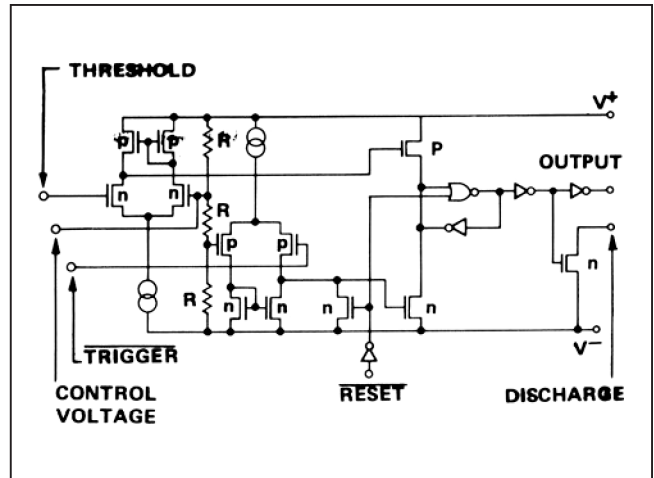 THRESHOLD
V+
p p R p
OUTPUT
n n n
R
p p
R
n n n n
V−
TRIGGER
CONTROL
VOLTAGE
RESET
DISCHARGE